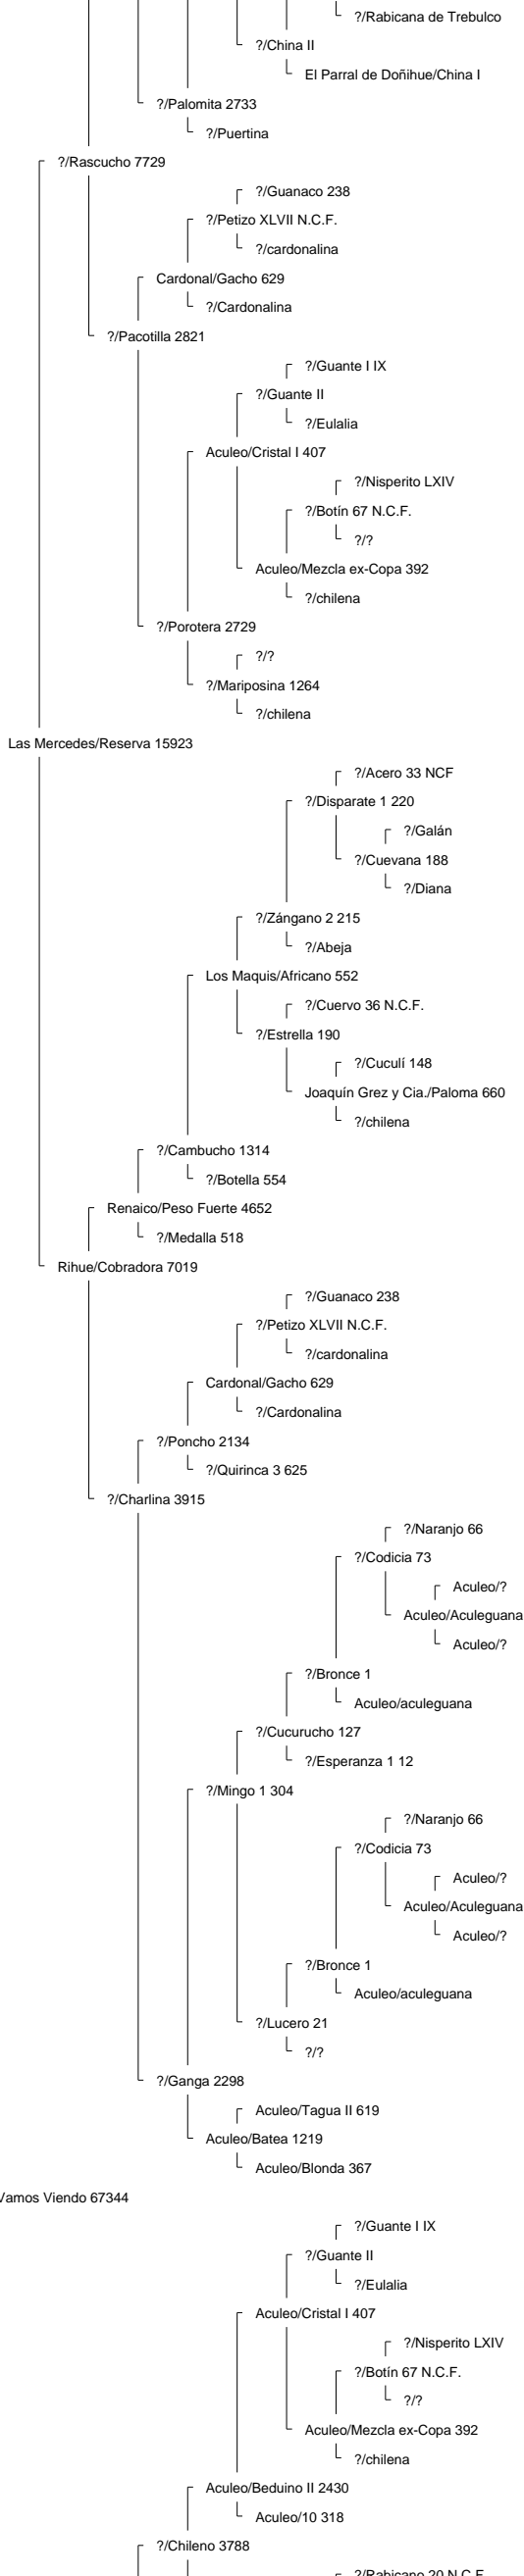 ?/Rabicana de Trebulco
?/China II
El Parral de Doñihue/China I
?/Palomita 2733
?/Puertina
?/Rascucho 7729
?/Guanaco 238
?/Petizo XLVII N.C.F.
?/cardonalina
Cardonal/Gacho 629
?/Cardonalina
?/Pacotilla 2821
?/Guante I IX
?/Guante II
?/Eulalia
Aculeo/Cristal I 407
?/Nisperito LXIV
?/Botín 67 N.C.F.
?/?
Aculeo/Mezcla ex-Copa 392
?/chilena
?/Porotera 2729
?/?
?/Mariposina 1264
?/chilena
Las Mercedes/Reserva 15923
?/Acero 33 NCF
?/Disparate 1 220
?/Galán
?/Cuevana 188
?/Diana
?/Zángano 2 215
?/Abeja
Los Maquis/Africano 552
?/Cuervo 36 N.C.F.
?/Estrella 190
?/Cuculí 148
Joaquín Grez y Cia./Paloma 660
?/chilena
?/Cambucho 1314
?/Botella 554
Renaico/Peso Fuerte 4652
?/Medalla 518
Rihue/Cobradora 7019
?/Guanaco 238
?/Petizo XLVII N.C.F.
?/cardonalina
Cardonal/Gacho 629
?/Cardonalina
?/Poncho 2134
?/Quirinca 3 625
?/Charlina 3915
?/Naranjo 66
?/Codicia 73
Aculeo/?
Aculeo/Aculeguana
Aculeo/?
?/Bronce 1
Aculeo/aculeguana
?/Cucurucho 127
?/Esperanza 1 12
?/Mingo 1 304
?/Naranjo 66
?/Codicia 73
Aculeo/?
Aculeo/Aculeguana
Aculeo/?
?/Bronce 1
Aculeo/aculeguana
?/Lucero 21
?/?
?/Ganga 2298
Aculeo/Tagua II 619
Aculeo/Batea 1219
Aculeo/Blonda 367
Vamos Viendo 67344
?/Guante I IX
?/Guante II
?/Eulalia
Aculeo/Cristal I 407
?/Nisperito LXIV
?/Botín 67 N.C.F.
?/?
Aculeo/Mezcla ex-Copa 392
?/chilena
Aculeo/Beduino II 2430
Aculeo/10 318
?/Chileno 3788
?/Rabicano 20 N.C.F.